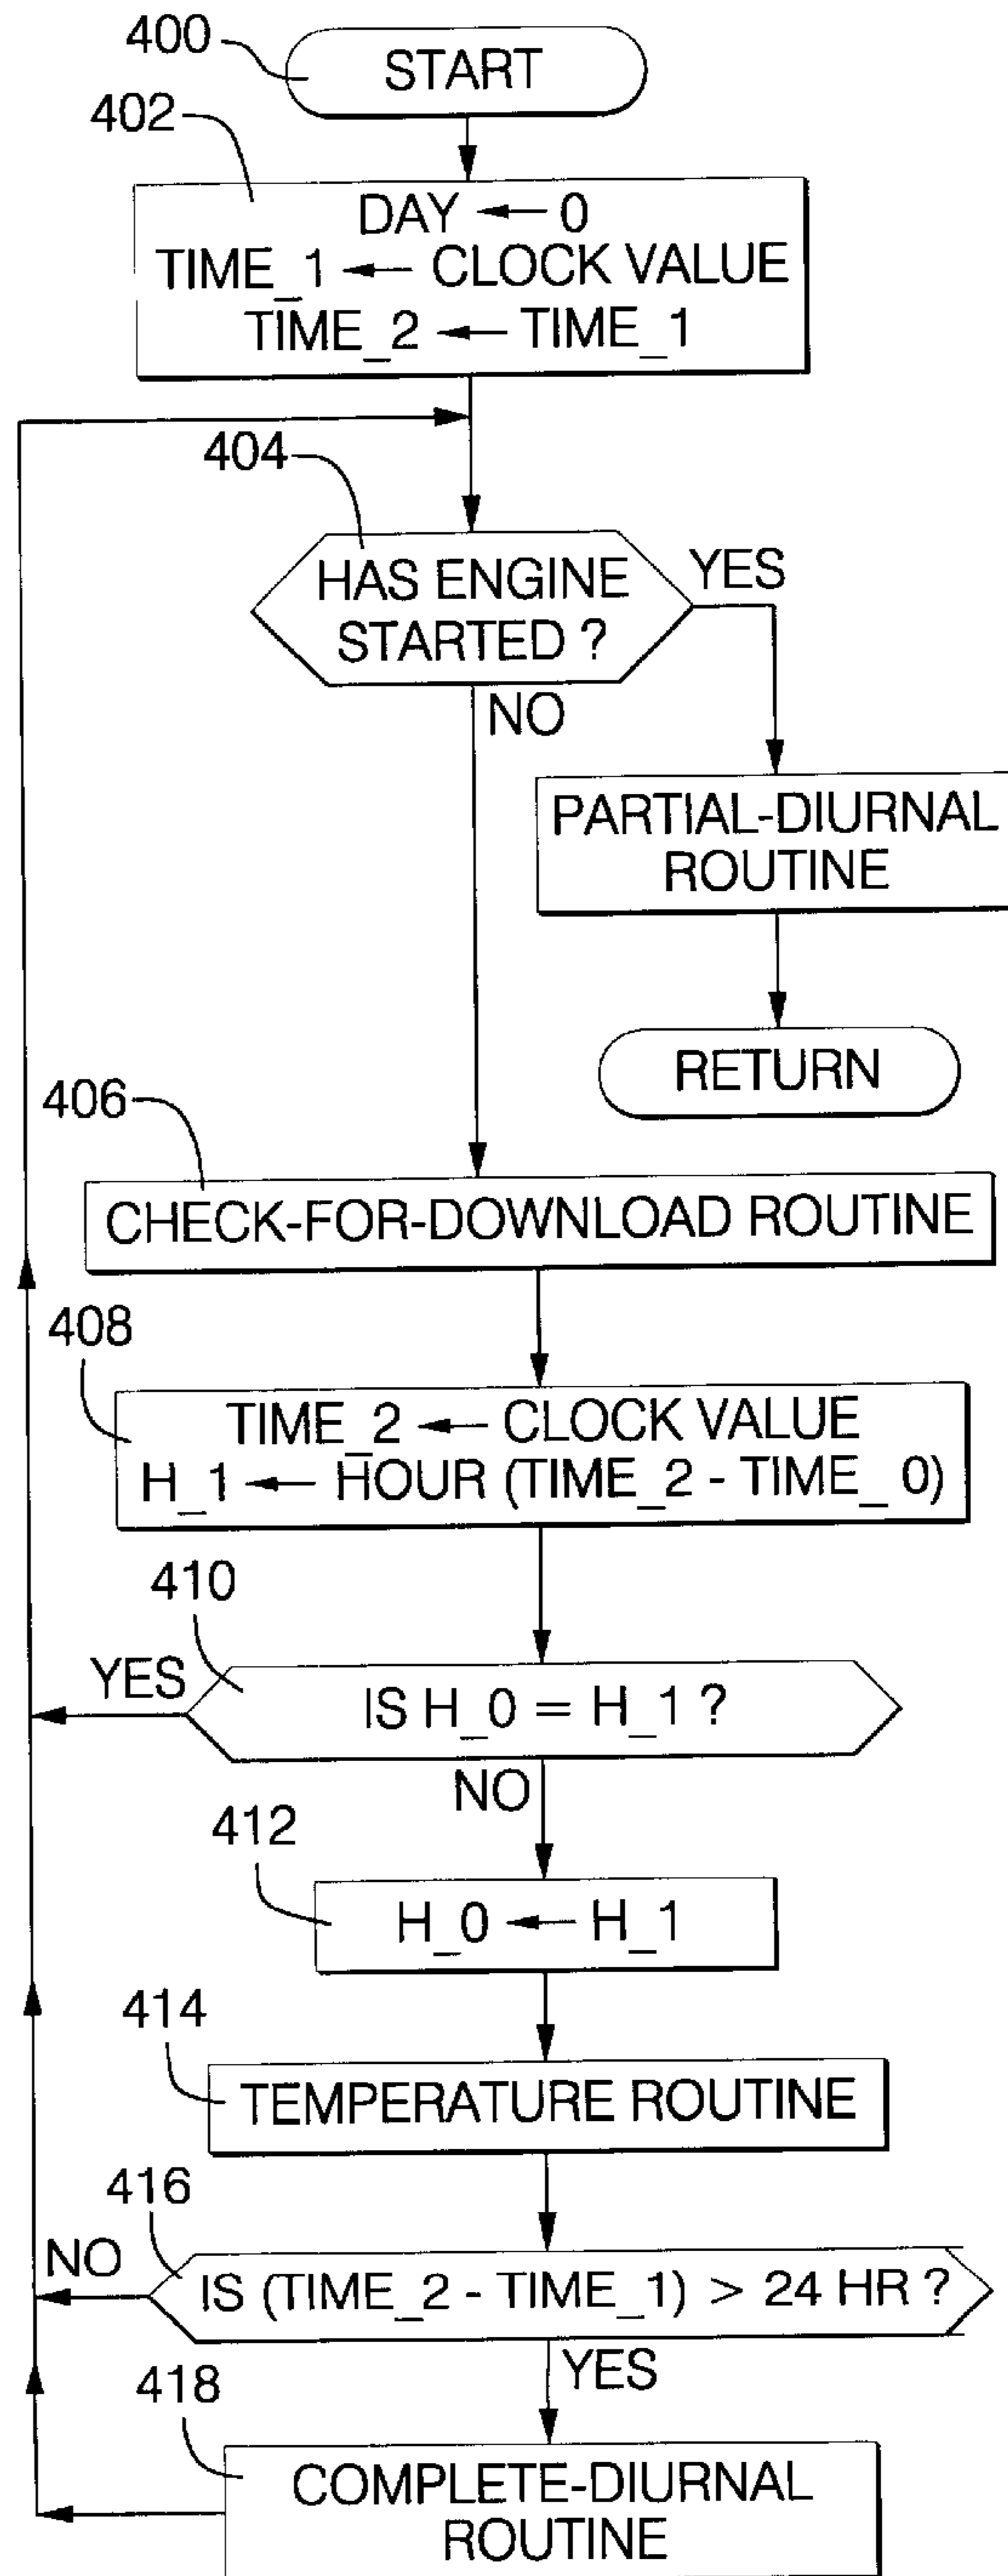 400
START
402
DAY ← 0
TIME_1 ← CLOCK VALUE
TIME_2 ← TIME_1
404
HAS ENGINE
STARTED ?
YES
NO
PARTIAL-DIURNAL
ROUTINE
RETURN
406
CHECK-FOR-DOWNLOAD ROUTINE
408
TIME_2 ← CLOCK VALUE
H_1 ← HOUR (TIME_2 - TIME_ 0)
410
YES
IS H_0 = H_1 ?
NO
412
H_0 ← H_1
414
TEMPERATURE ROUTINE
416
NO
IS (TIME_2 - TIME_1) > 24 HR ?
YES
418
COMPLETE-DIURNAL
ROUTINE